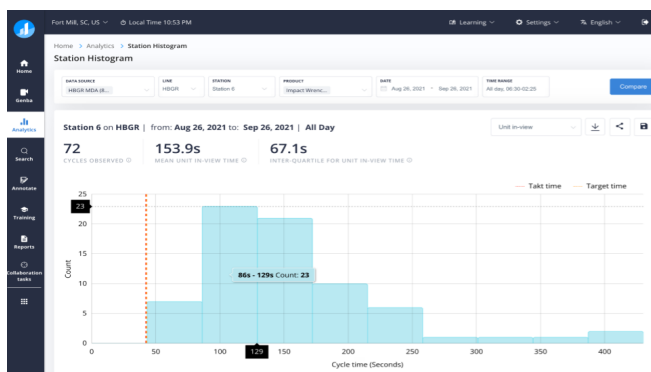 Fort Mill, SC, US
Local Time 10:53 PM
Learning
Settings
English
Home
Genba
Analytics
Search
Annotate
Training
Reports
Collaboration
tasks
Home > Analytics > Station Histogram
Station Histogram
DATA SOURCE
HBGR MDA (8...
LINE
HBGR
STATION
Station 6
PRODUCT
Impact Wrenc...
DATE
Aug 26, 2021 • Sep 26, 2021
TIME RANGE
All day, 06:30-02:25
Compare
Station 6 on HBGR | from: Aug 26, 2021 to: Sep 26, 2021 | All Day
Unit in-view
72
CYCLES OBSERVED
153.9s
MEAN UNIT IN-VIEW TIME
67.1s
INTER-QUARTILE FOR UNIT IN-VIEW TIME
Takt time
Target time
25
23
20
15
10
5
0
Count
86s - 129s Count: 23
0 50 100 129 150 200 250 300 350 400
Cycle time (Seconds)